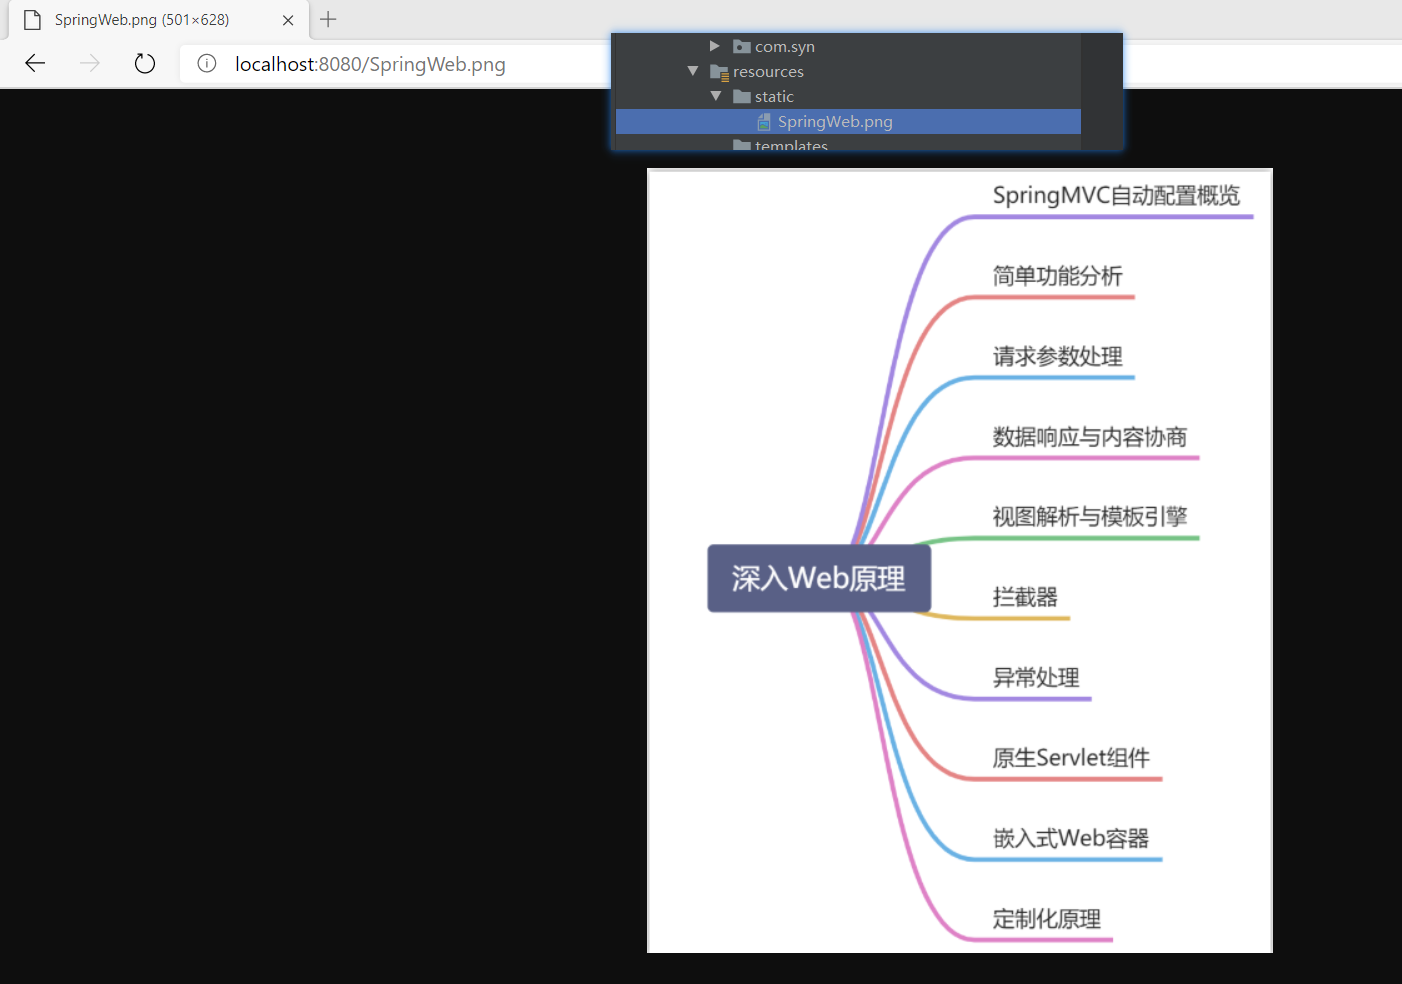 SpringWeb.png (501×628)
localhost:8080/SpringWeb.png
com.syn
resources
static
SpringWeb.png
templates
SpringMVC自动配置概览
简单功能分析
请求参数处理
数据响应与内容协商
视图解析与模板引擎
深入Web原理
拦截器
异常处理
原生Servlet组件
嵌入式Web容器
定制化原理